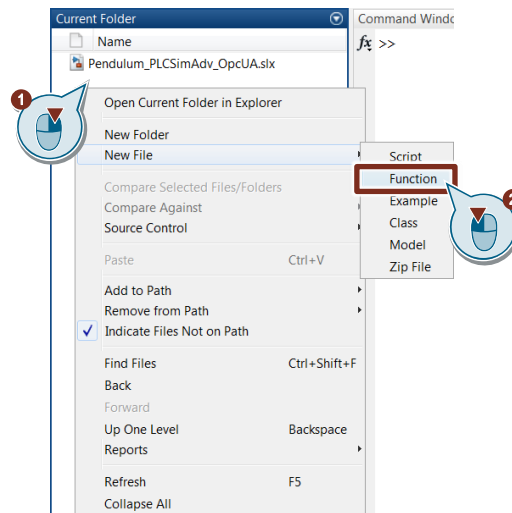 Current Folder
Command Windo
Name
fx >>
Pendulum_PLCSimAdv_OpcUA.slx
1
Open Current Folder in Explorer
New Folder
New File
Script
Compare Selected Files/Folders
Function
2
Compare Against
Example
Source Control
Class
Model
Paste Ctrl+V
Zip File
Add to Path
Remove from Path
Indicate Files Not on Path
Find Files Ctrl+Shift+F
Back
Forward
Up One Level Backspace
Reports
Refresh F5
Collapse All